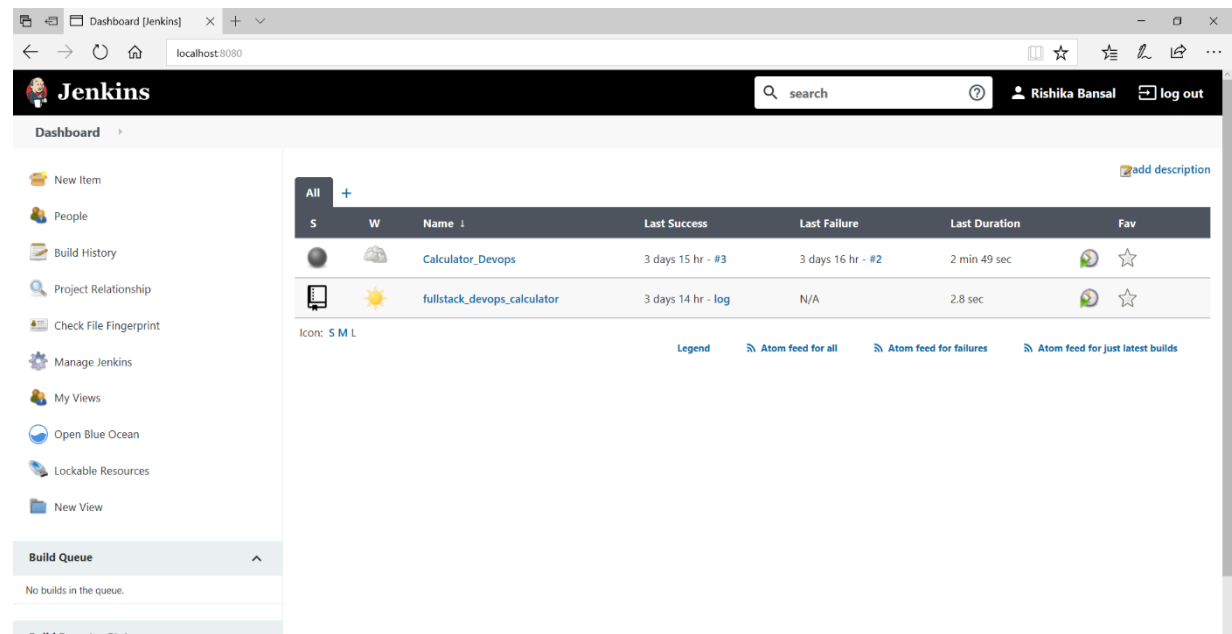 Dashboard [Jenkins]
localhost:8080
Jenkins
search
Rishika Bansal
log out
Dashboard
New Item
People
Build History
Project Relationship
Check File Fingerprint
Manage Jenkins
My Views
Open Blue Ocean
Lockable Resources
New View
Build Queue
No builds in the queue.
add description
All +
S W Name ↓ Last Success Last Failure Last Duration Fav
Calculator_Devops 3 days 15 hr - #3 3 days 16 hr - #2 2 min 49 sec
fullstack_devops_calculator 3 days 14 hr - log N/A 2.8 sec
Icon: S M L
Legend Atom feed for all Atom feed for failures Atom feed for just latest builds